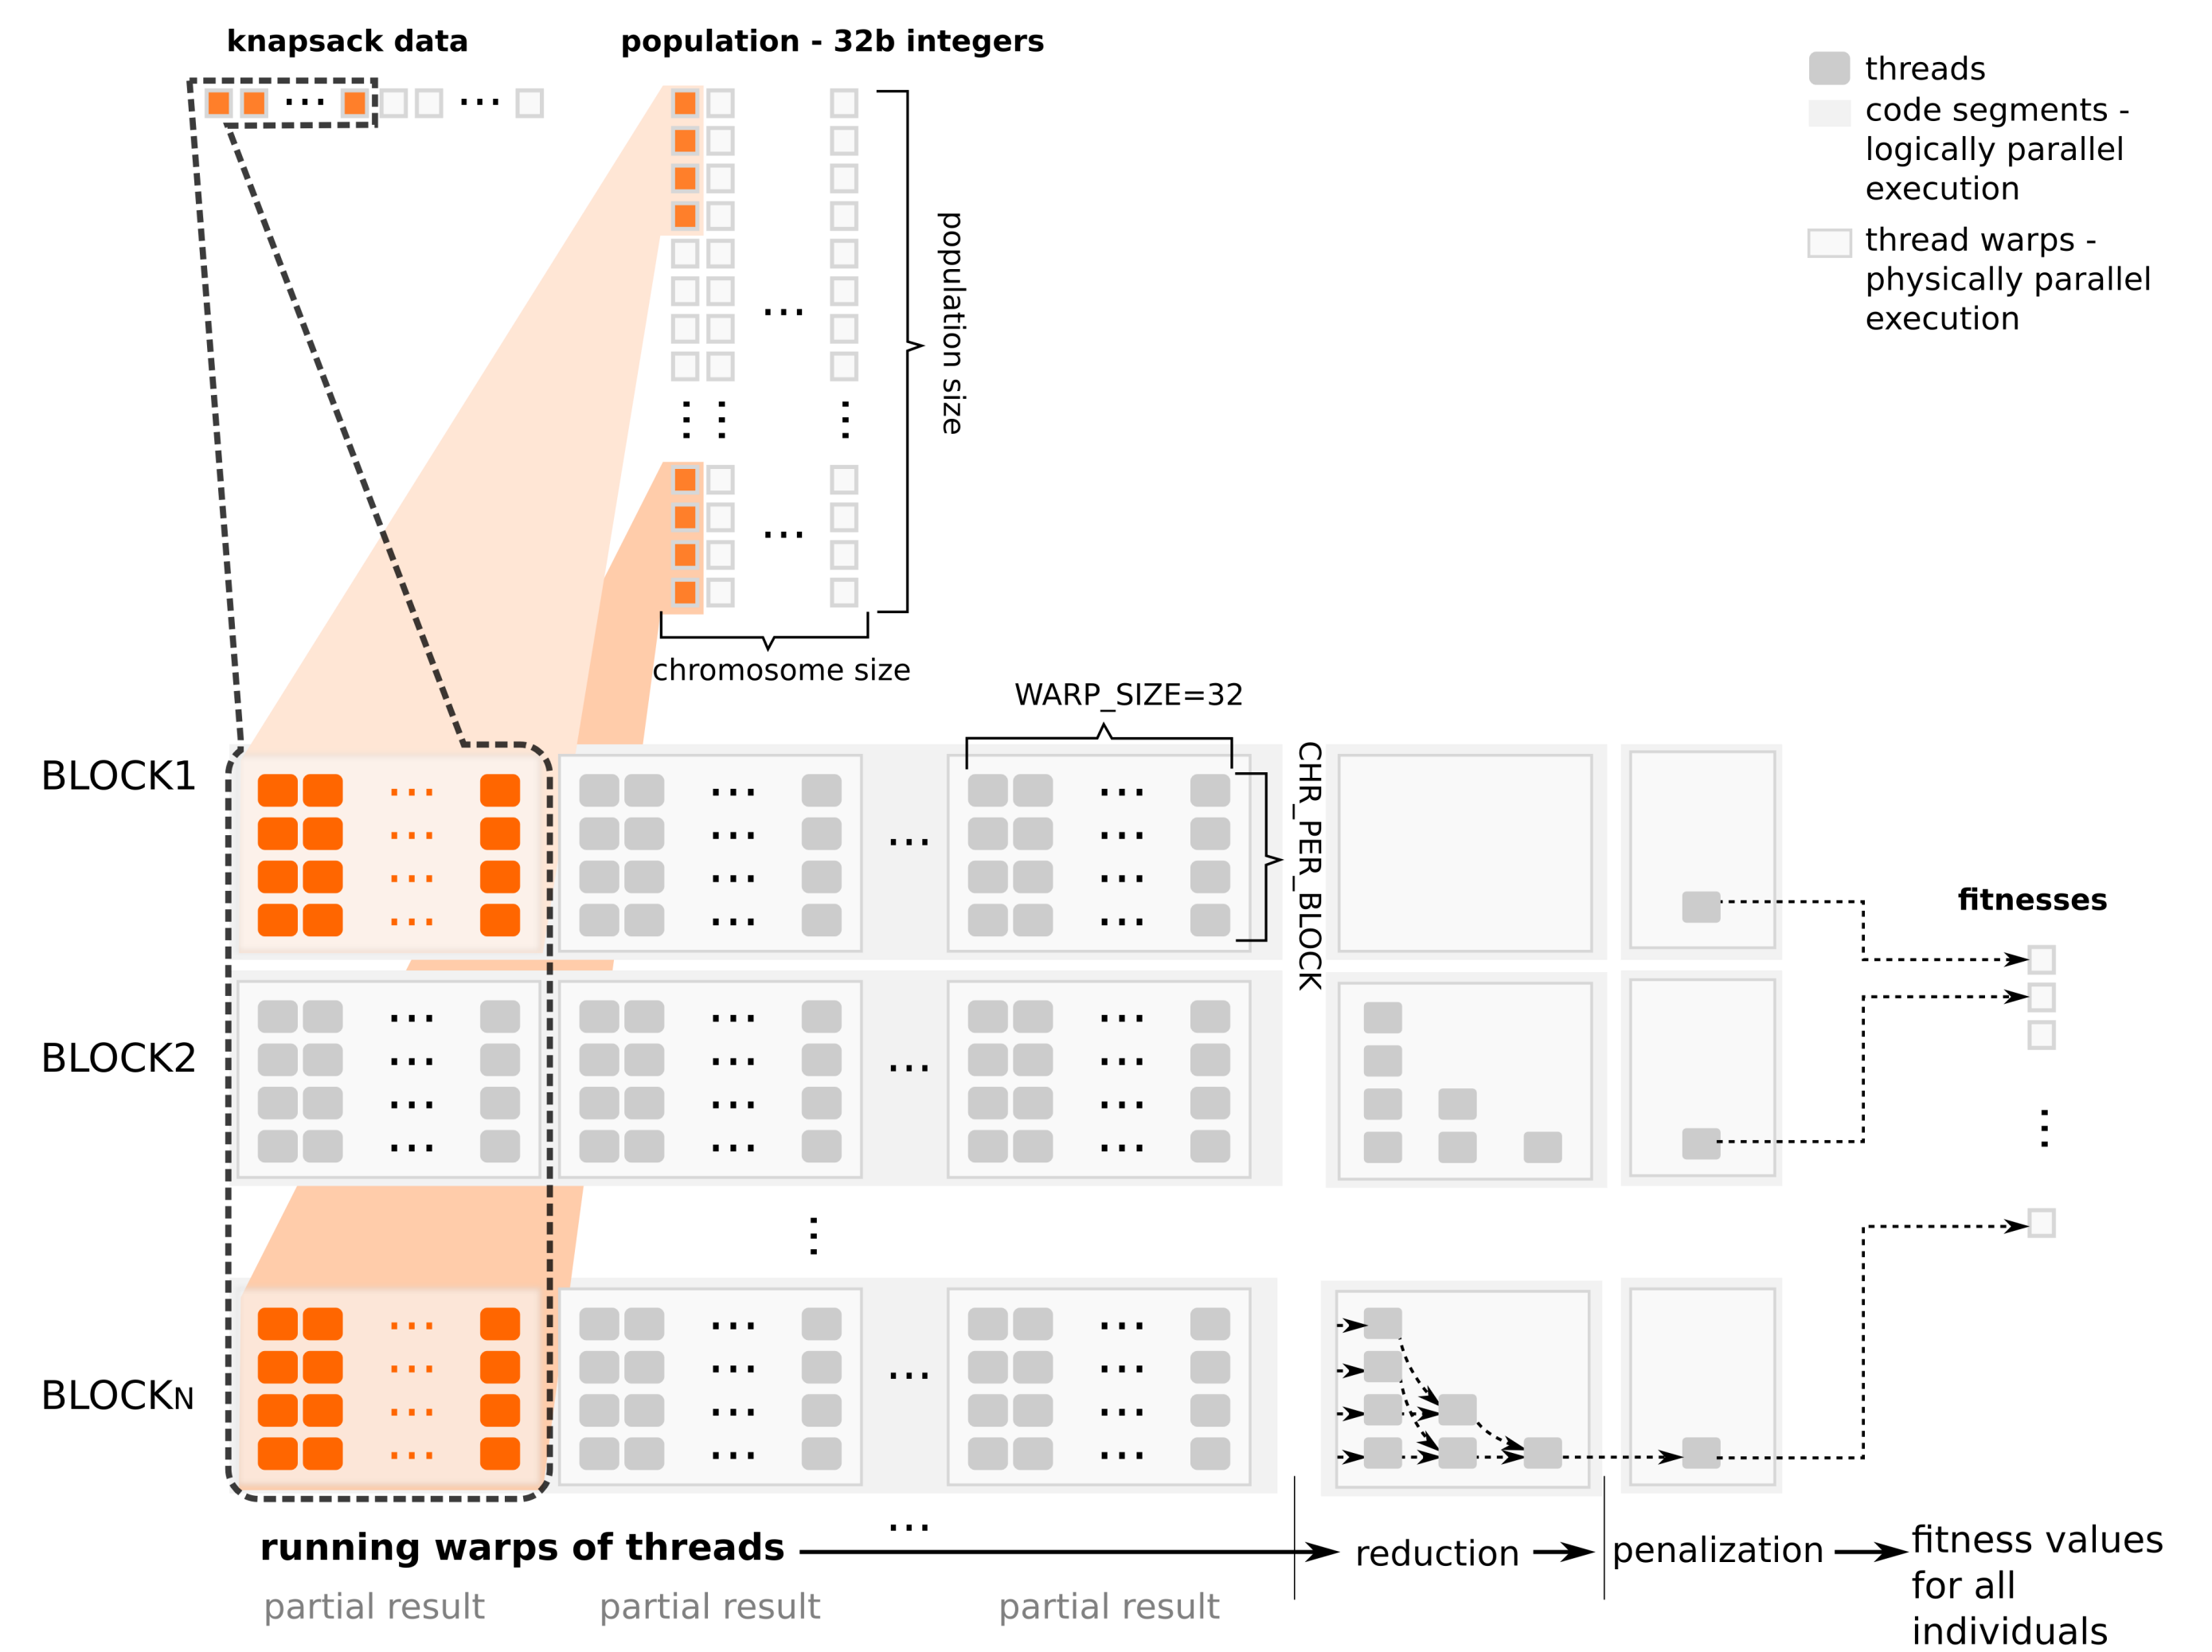 knapsack data
population - 32b integers
threads
code segments -
logically parallel
execution
thread warps -
physically parallel
execution
population size
chromosome size
WARP_SIZE=32
CHR_PER_BLOCK
BLOCK1
BLOCK2
BLOCKN
fitnesses
running warps of threads
reduction
penalization
fitness values
for all
individuals
partial result
partial result
partial result